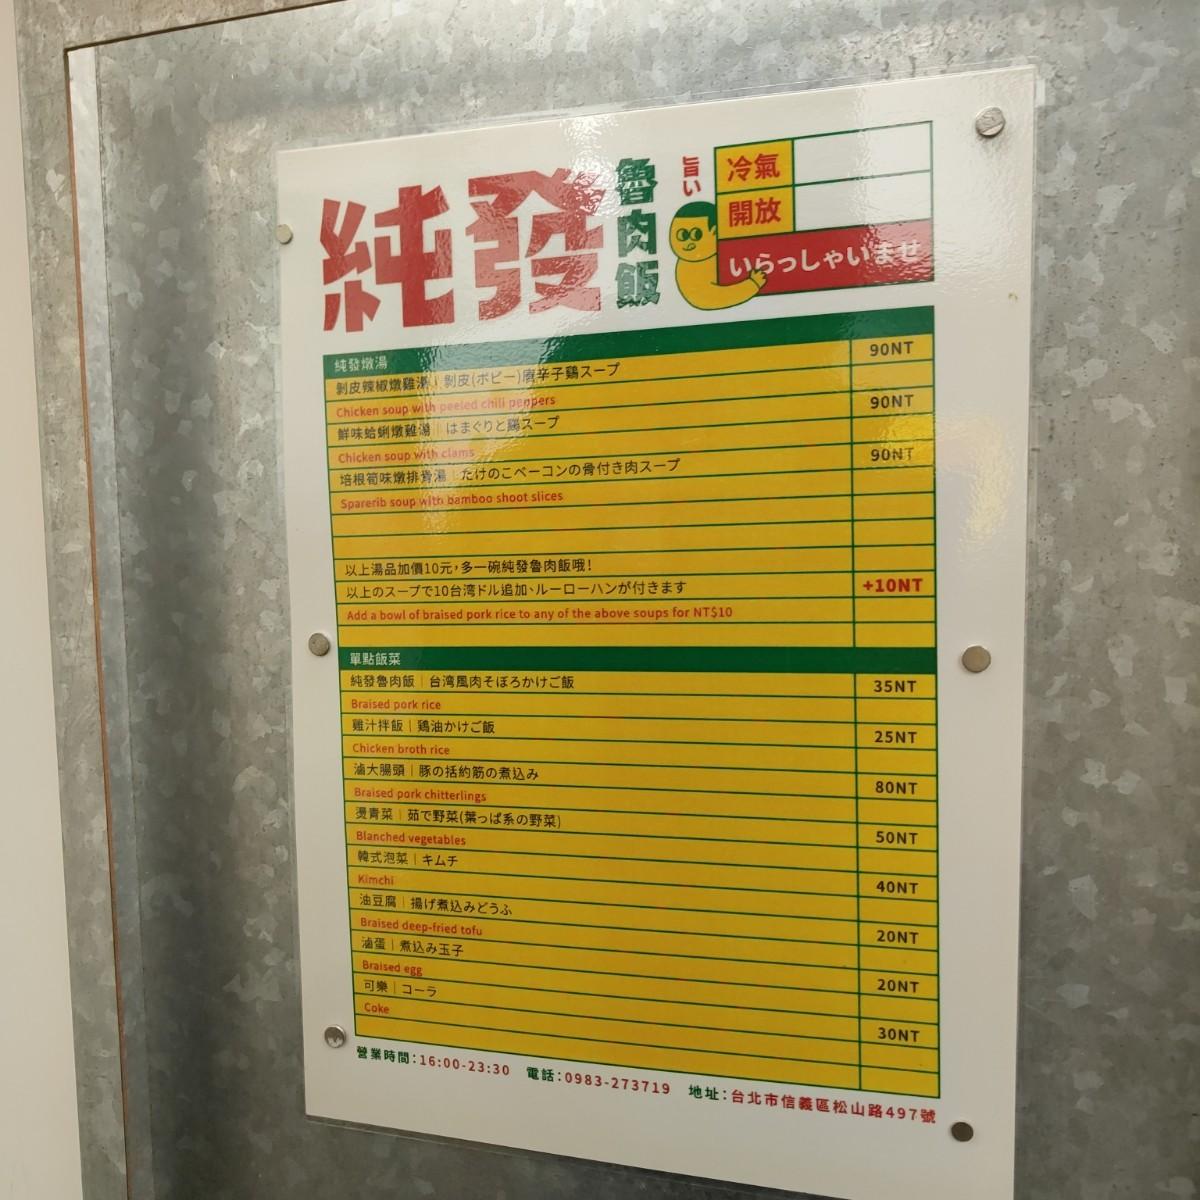 純發
魯肉飯
旨い
冷氣
開放
いらっしゃいませ
純發燉湯
剝皮辣椒燉雞湯｜剝皮(ポピー)唐辛子鶏スープ 90NT
Chicken soup with peeled chili peppers
鮮味蛤蜊燉雞湯｜はまぐりと鶏スープ 90NT
Chicken soup with clams
培根筍味燉排骨湯｜たけのこベーコンの骨付き肉スープ 90NT
Sparerib soup with bamboo shoot slices
以上湯品加價10元，多一碗純發魯肉飯哦！
以上のスープで10台湾ドル追加、ルーローハンが付きます +10NT
Add a bowl of braised pork rice to any of the above soups for NT$10
單點飯菜
純發魯肉飯｜台湾風肉そぼろかけご飯 35NT
Braised pork rice
雞汁拌飯｜鶏油かけご飯 25NT
Chicken broth rice
滷大腸頭｜豚の括約筋の煮込み 80NT
Braised pork chitterlings
燙青菜｜茹で野菜(葉っぱ系の野菜) 50NT
Blanched vegetables
韓式泡菜｜キムチ 40NT
Kimchi
油豆腐｜揚げ煮込みどうふ 20NT
Braised deep-fried tofu
滷蛋｜煮込み玉子 20NT
Braised egg
可樂｜コーラ 30NT
Coke
營業時間：16:00-23:30 電話：0983-273719 地址：台北市信義區松山路497號